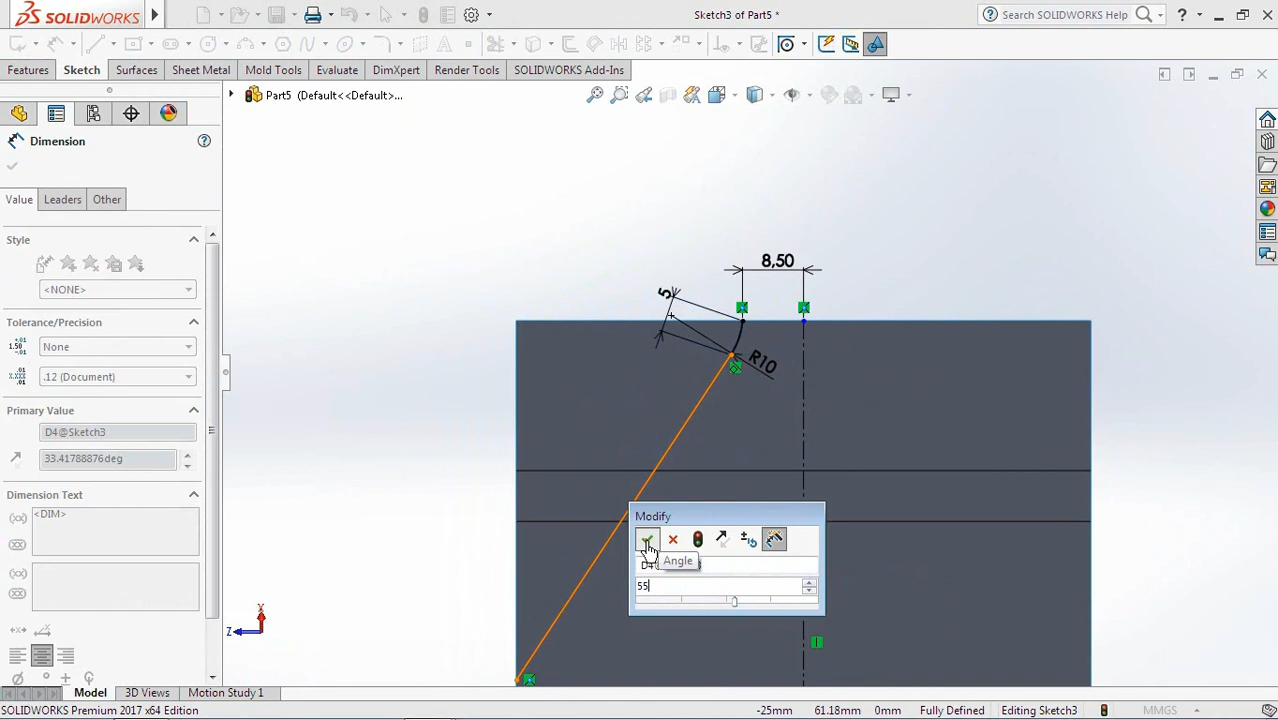 SOLIDWORKS
Sketch3 of Part5 *
Search SOLIDWORKS Help
Features
Sketch
Surfaces
Sheet Metal
Mold Tools
Evaluate
DimXpert
Render Tools
SOLIDWORKS Add-Ins
Part5 (Default<<Default>...
Dimension
Value
Leaders
Other
Style
<NONE>
Tolerance/Precision
None
.12 (Document)
Primary Value
D4@Sketch3
33.41788876deg
Dimension Text
<DIM>
8,50
5
R10
Modify
Angle
55
X
Z
Model
3D Views
Motion Study 1
SOLIDWORKS Premium 2017 x64 Edition
-25mm
61.18mm
0mm
Fully Defined
Editing Sketch3
MMGS